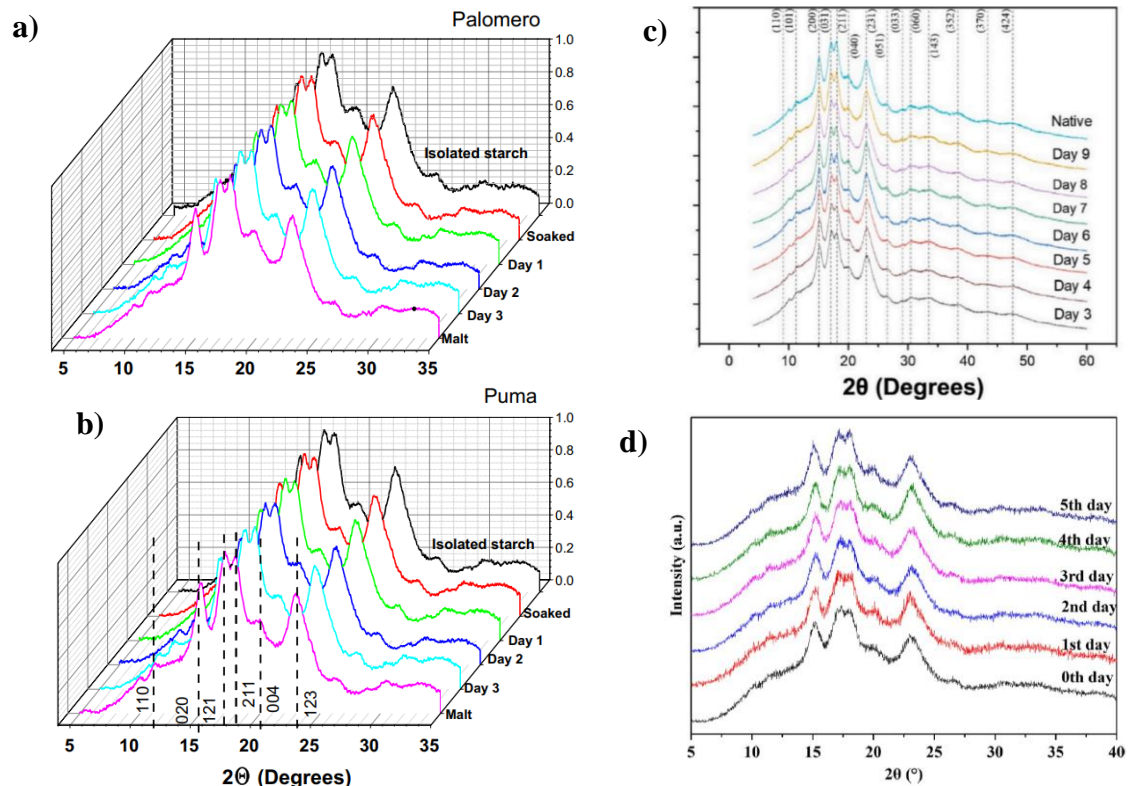 a)
Palomero
1.0
0.8
0.6
0.4
0.2
0.0
Isolated starch
Soaked
Day 1
Day 2
Day 3
Malt
5 10 15 20 25 30 35
b)
Puma
1.0
0.8
0.6
0.4
0.2
0.0
Isolated starch
Soaked
Day 1
Day 2
Day 3
Malt
110 020 121 211 004 123
5 10 15 20 25 30 35
2Θ (Degrees)
c)
(110) (101) (200) (031) (211) (040) (231) (051) (033) (060) (143) (352) (370) (424)
Native
Day 9
Day 8
Day 7
Day 6
Day 5
Day 4
Day 3
0 10 20 30 40 50 60
2θ (Degrees)
d)
Intensity (a.u.)
5th day
4th day
3rd day
2nd day
1st day
0th day
5 10 15 20 25 30 35 40
2θ (°)